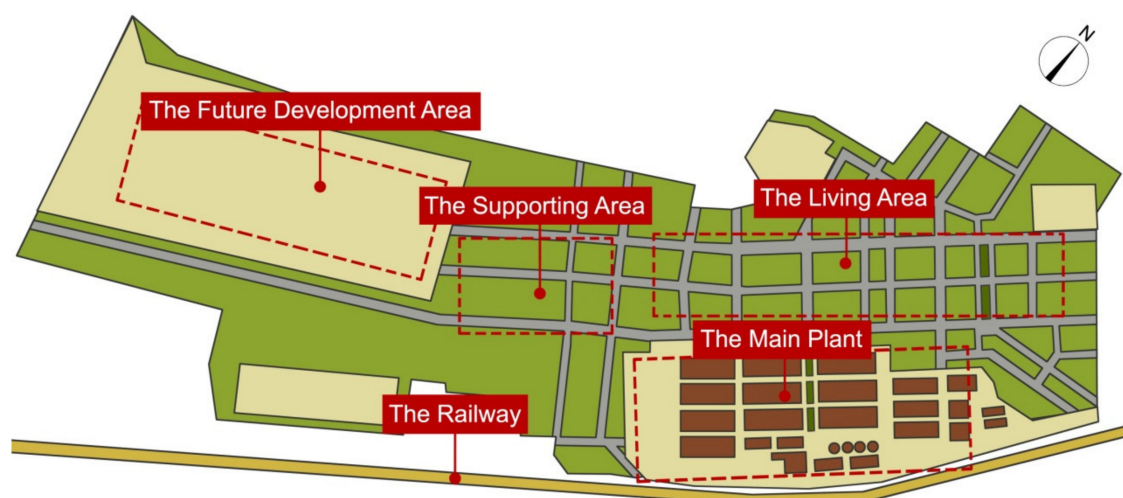 N
The Future Development Area
The Supporting Area
The Living Area
The Main Plant
The Railway